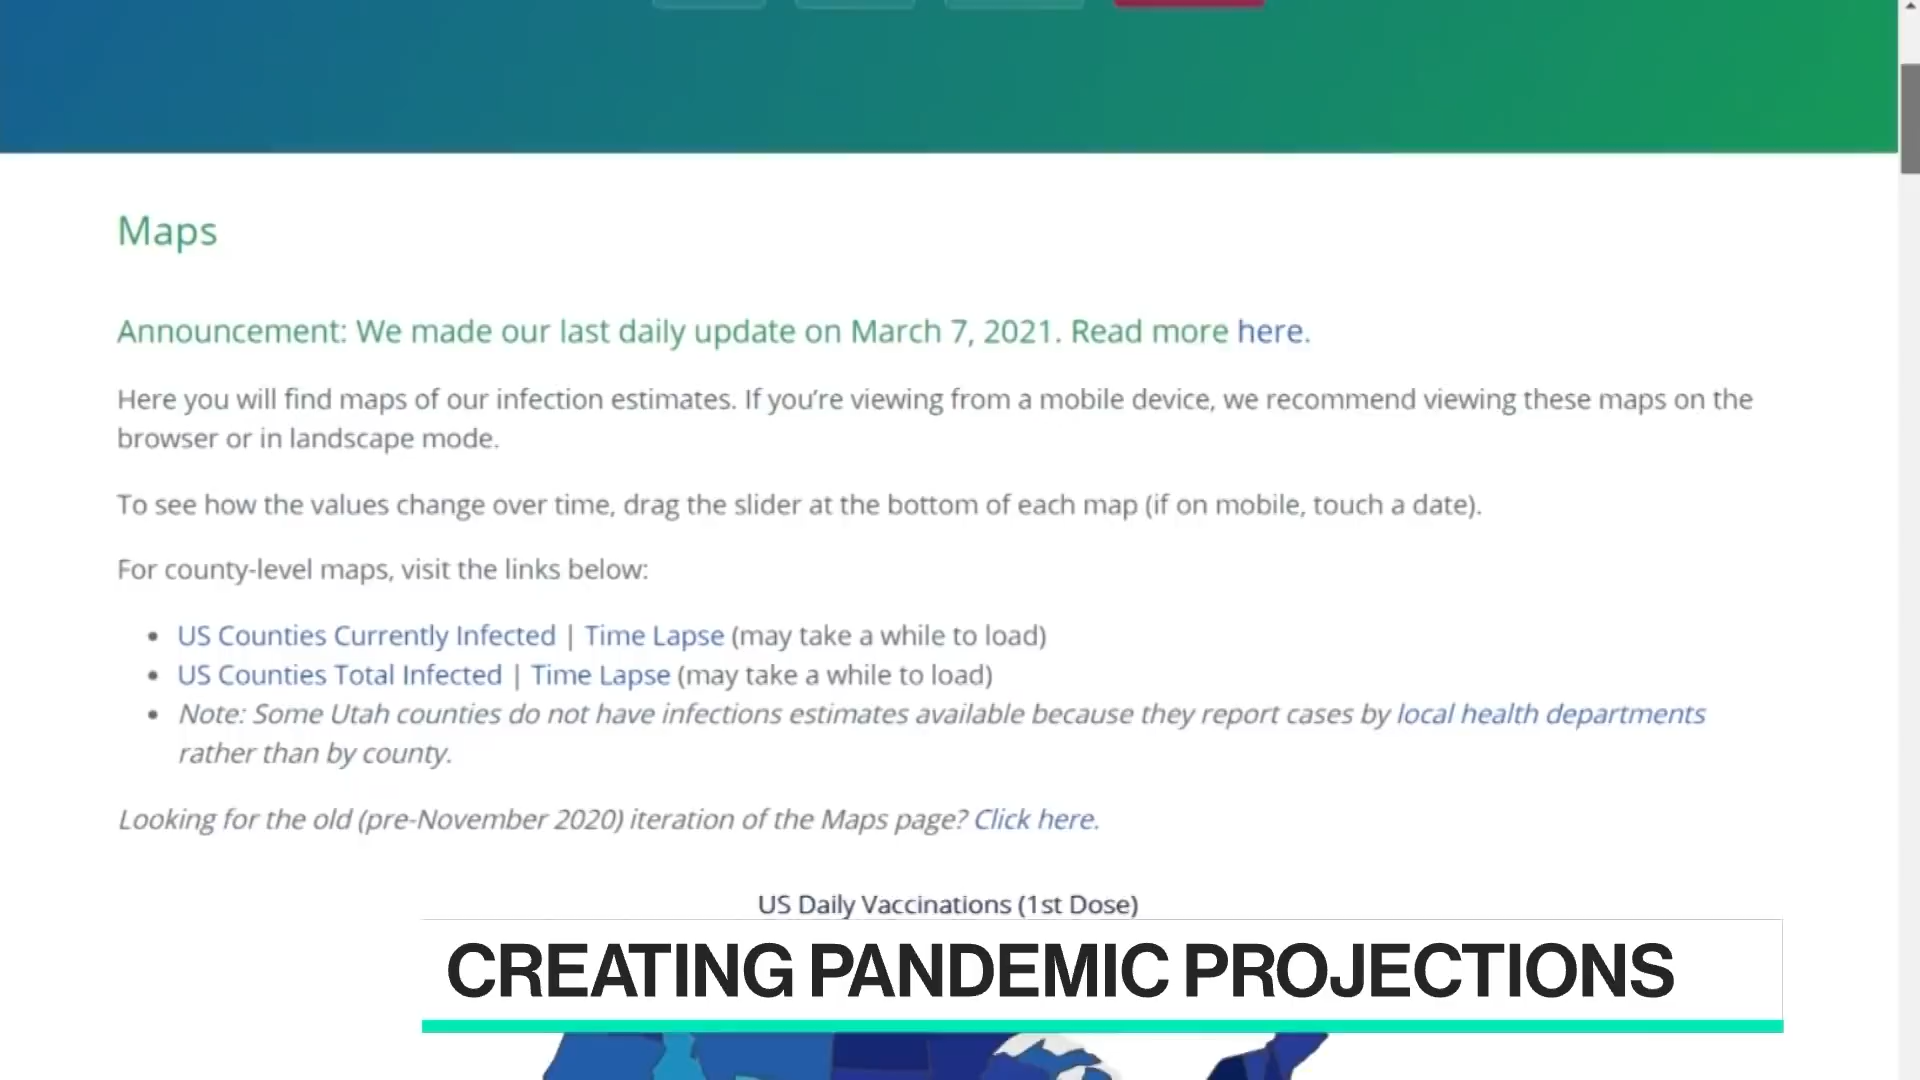 Maps
Announcement: We made our last daily update on March 7, 2021. Read more here.
Here you will find maps of our infection estimates. If you’re viewing from a mobile device, we recommend viewing these maps on the
browser or in landscape mode.
To see how the values change over time, drag the slider at the bottom of each map (if on mobile, touch a date).
For county-level maps, visit the links below:
• US Counties Currently Infected | Time Lapse (may take a while to load)
• US Counties Total Infected | Time Lapse (may take a while to load)
• Note: Some Utah counties do not have infections estimates available because they report cases by local health departments
rather than by county.
Looking for the old (pre-November 2020) iteration of the Maps page? Click here.
US Daily Vaccinations (1st Dose)
CREATING PANDEMIC PROJECTIONS